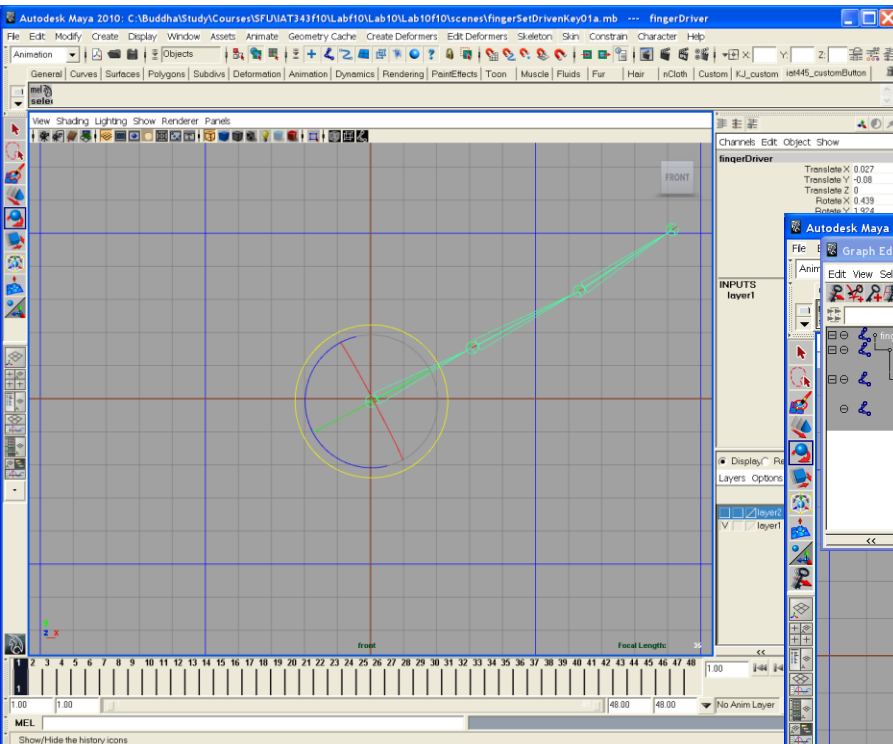 Autodesk Maya 2010: C:\Buddha\Study\Courses\SFU\IAT343f10\Labf10\Lab10\Lab10f10\scenes\fingerSetDrivenKey01a.mb --- fingerDriver
File Edit Modify Create Display Window Assets Animate Geometry Cache Create Deformers Edit Deformers Skeleton Skin Constrain Character Help
Animation Objects X: Y: Z:
General Curves Surfaces Polygons Subdivs Deformation Animation Dynamics Rendering PaintEffects Toon Muscle Fluids Fur Hair nCloth Custom KJ_custom iat445_customButton
mel
selei
View Shading Lighting Show Renderer Panels
Channels Edit Object Show
fingerDriver
Translate X 0.027
Translate Y -0.08
Translate Z 0
Rotate X 0.439
Rotate Y 1.924
FRONT
Autodesk Maya
File E
Graph Ed
Anim
Edit View Sel
INPUTS
layer1
fing
Display Re
Layers Options
layer2
V layer1
<<
<<
y
z x
front
Focal Length:
1 2 3 4 5 6 7 8 9 10 11 12 13 14 15 16 17 18 19 20 21 22 23 24 25 26 27 28 29 30 31 32 33 34 35 36 37 38 39 40 41 42 43 44 45 46 47 48
1
1.00
1.00 1.00 48 48.00 48.00 No Anim Layer
MEL
Show/Hide the history icons